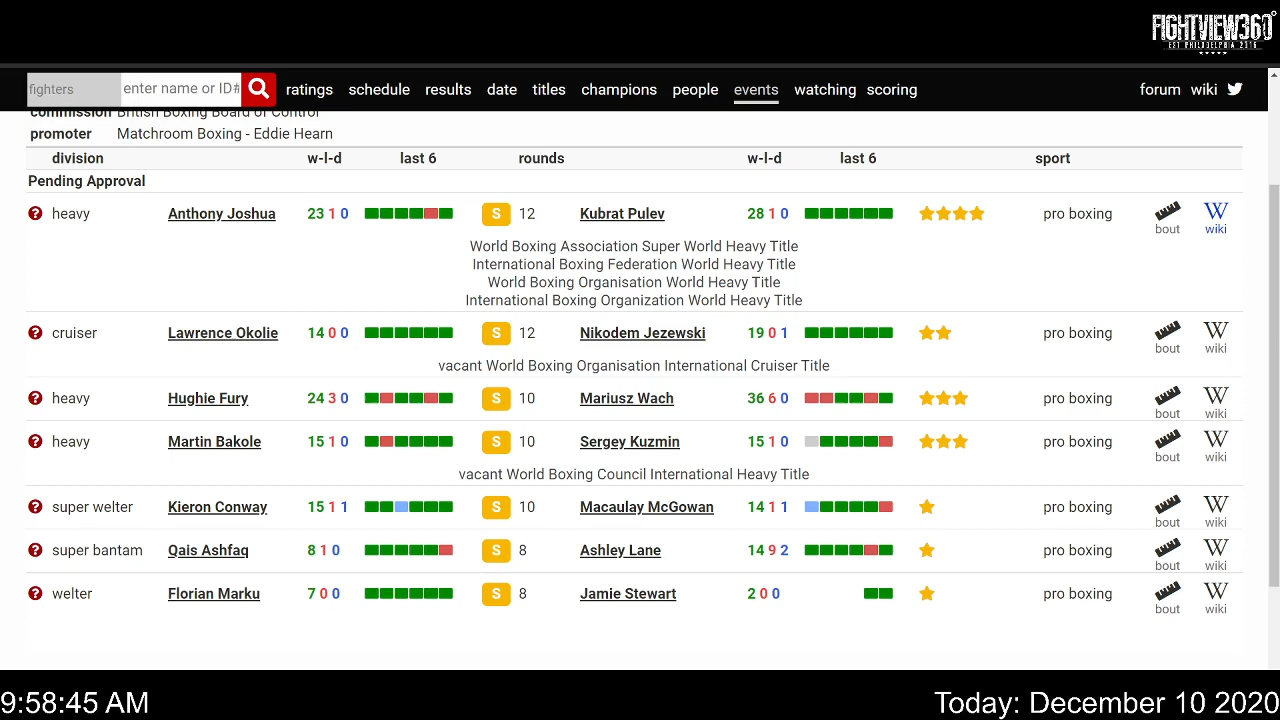 FIGHTVIEW360°
EST PHILADELPHIA 2016
fighters enter name or ID# ratings schedule results date titles champions people events watching scoring forum wiki
commission British Boxing Board of Control
promoter Matchroom Boxing - Eddie Hearn
division w-l-d last 6 rounds w-l-d last 6 sport
Pending Approval
? heavy Anthony Joshua 23 1 0 S 12 Kubrat Pulev 28 1 0 pro boxing bout W wiki
World Boxing Association Super World Heavy Title
International Boxing Federation World Heavy Title
World Boxing Organisation World Heavy Title
International Boxing Organization World Heavy Title
? cruiser Lawrence Okolie 14 0 0 S 12 Nikodem Jezewski 19 0 1 pro boxing bout W wiki
vacant World Boxing Organisation International Cruiser Title
? heavy Hughie Fury 24 3 0 S 10 Mariusz Wach 36 6 0 pro boxing bout W wiki
? heavy Martin Bakole 15 1 0 S 10 Sergey Kuzmin 15 1 0 pro boxing bout W wiki
vacant World Boxing Council International Heavy Title
? super welter Kieron Conway 15 1 1 S 10 Macaulay McGowan 14 1 1 pro boxing bout W wiki
? super bantam Qais Ashfaq 8 1 0 S 8 Ashley Lane 14 9 2 pro boxing bout W wiki
? welter Florian Marku 7 0 0 S 8 Jamie Stewart 2 0 0 pro boxing bout W wiki
9:58:45 AM Today: December 10 2020